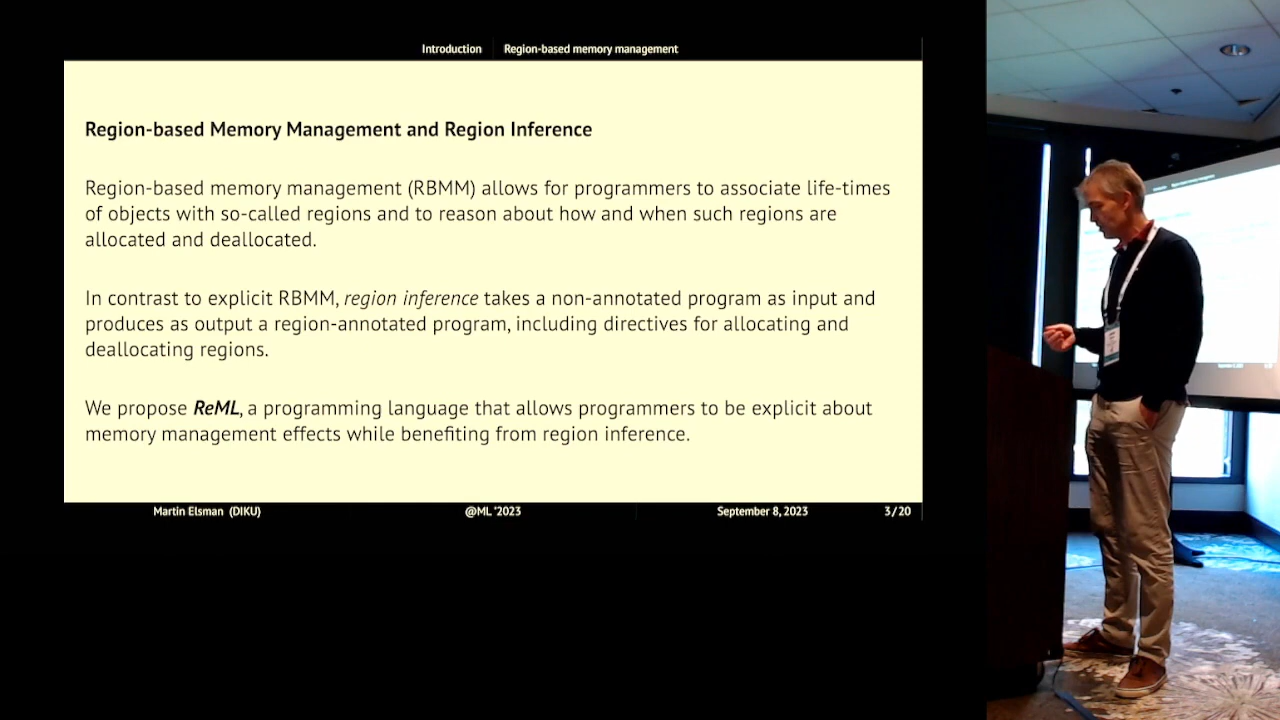 Introduction Region-based memory management
Region-based Memory Management and Region Inference
Region-based memory management (RBMM) allows for programmers to associate life-times
of objects with so-called regions and to reason about how and when such regions are
allocated and deallocated.
In contrast to explicit RBMM, region inference takes a non-annotated program as input and
produces as output a region-annotated program, including directives for allocating and
deallocating regions.
We propose ReML, a programming language that allows programmers to be explicit about
memory management effects while benefiting from region inference.
Martin Elsman (DIKU) @ML '2023 September 8, 2023 3/20